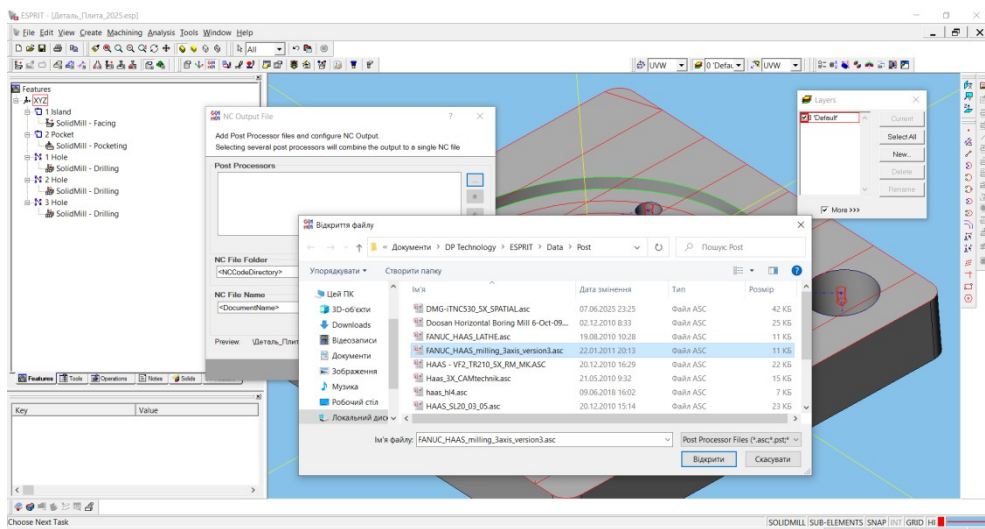 ESPRIT - [Деталь_Плита_2025.esp]
File Edit View Create Machining Analysis Tools Window Help
All
UVW
0 'Defau
UVW
Features
XYZ
1 Island
SolidMill - Facing
2 Pocket
SolidMill - Pocketing
1 Hole
SolidMill - Drilling
2 Hole
SolidMill - Drilling
3 Hole
SolidMill - Drilling
Features Tools Operations Notes Solids
Key Value
NC Output File
Add Post Processor files and configure NC Output.
Selecting several post processors will combine the output to a single NC file
Post Processors
...
NC File Folder
<NCCodeDirectory>
NC File Name
<DocumentName>
Preview: \Деталь_Плит
Layers
0 'Default'
Current
Select All
New...
Delete
Rename
More >>>
Відкриття файлу
« Документи > DP Technology > ESPRIT > Data > Post
Пошук: Post
Упорядкувати Створити папку
Цей ПК
3D-об'єкти
Downloads
Відеозаписи
Документи
Зображення
Музика
Робочий стіл
Локальний диск
Ім'я Дата змінення Тип Розмір
DMG-iTNC530_5X_SPATIAL.asc 07.06.2025 23:25 Файл ASC 42 КБ
Doosan Horizontal Boring Mill 6-Oct-09... 02.12.2010 8:33 Файл ASC 25 КБ
FANUC_HAAS_LATHE.asc 19.08.2010 10:28 Файл ASC 11 КБ
FANUC_HAAS_milling_3axis_version3.asc 22.01.2011 20:13 Файл ASC 11 КБ
HAAS - VF2_TR210_5X_RM_MK.ASC 20.12.2010 16:29 Файл ASC 22 КБ
Haas_3X_CAMtechnik.asc 21.05.2010 9:32 Файл ASC 15 КБ
haas_hl4.asc 09.06.2018 16:02 Файл ASC 7 КБ
HAAS_SL20_03_05.asc 20.12.2010 15:14 Файл ASC 23 КБ
Ім'я файлу: FANUC_HAAS_milling_3axis_version3.asc
Post Processor Files (*.asc;*.pst;*
Відкрити Скасувати
Choose Next Task
SOLIDMILL SUB-ELEMENTS SNAP INT GRID HI